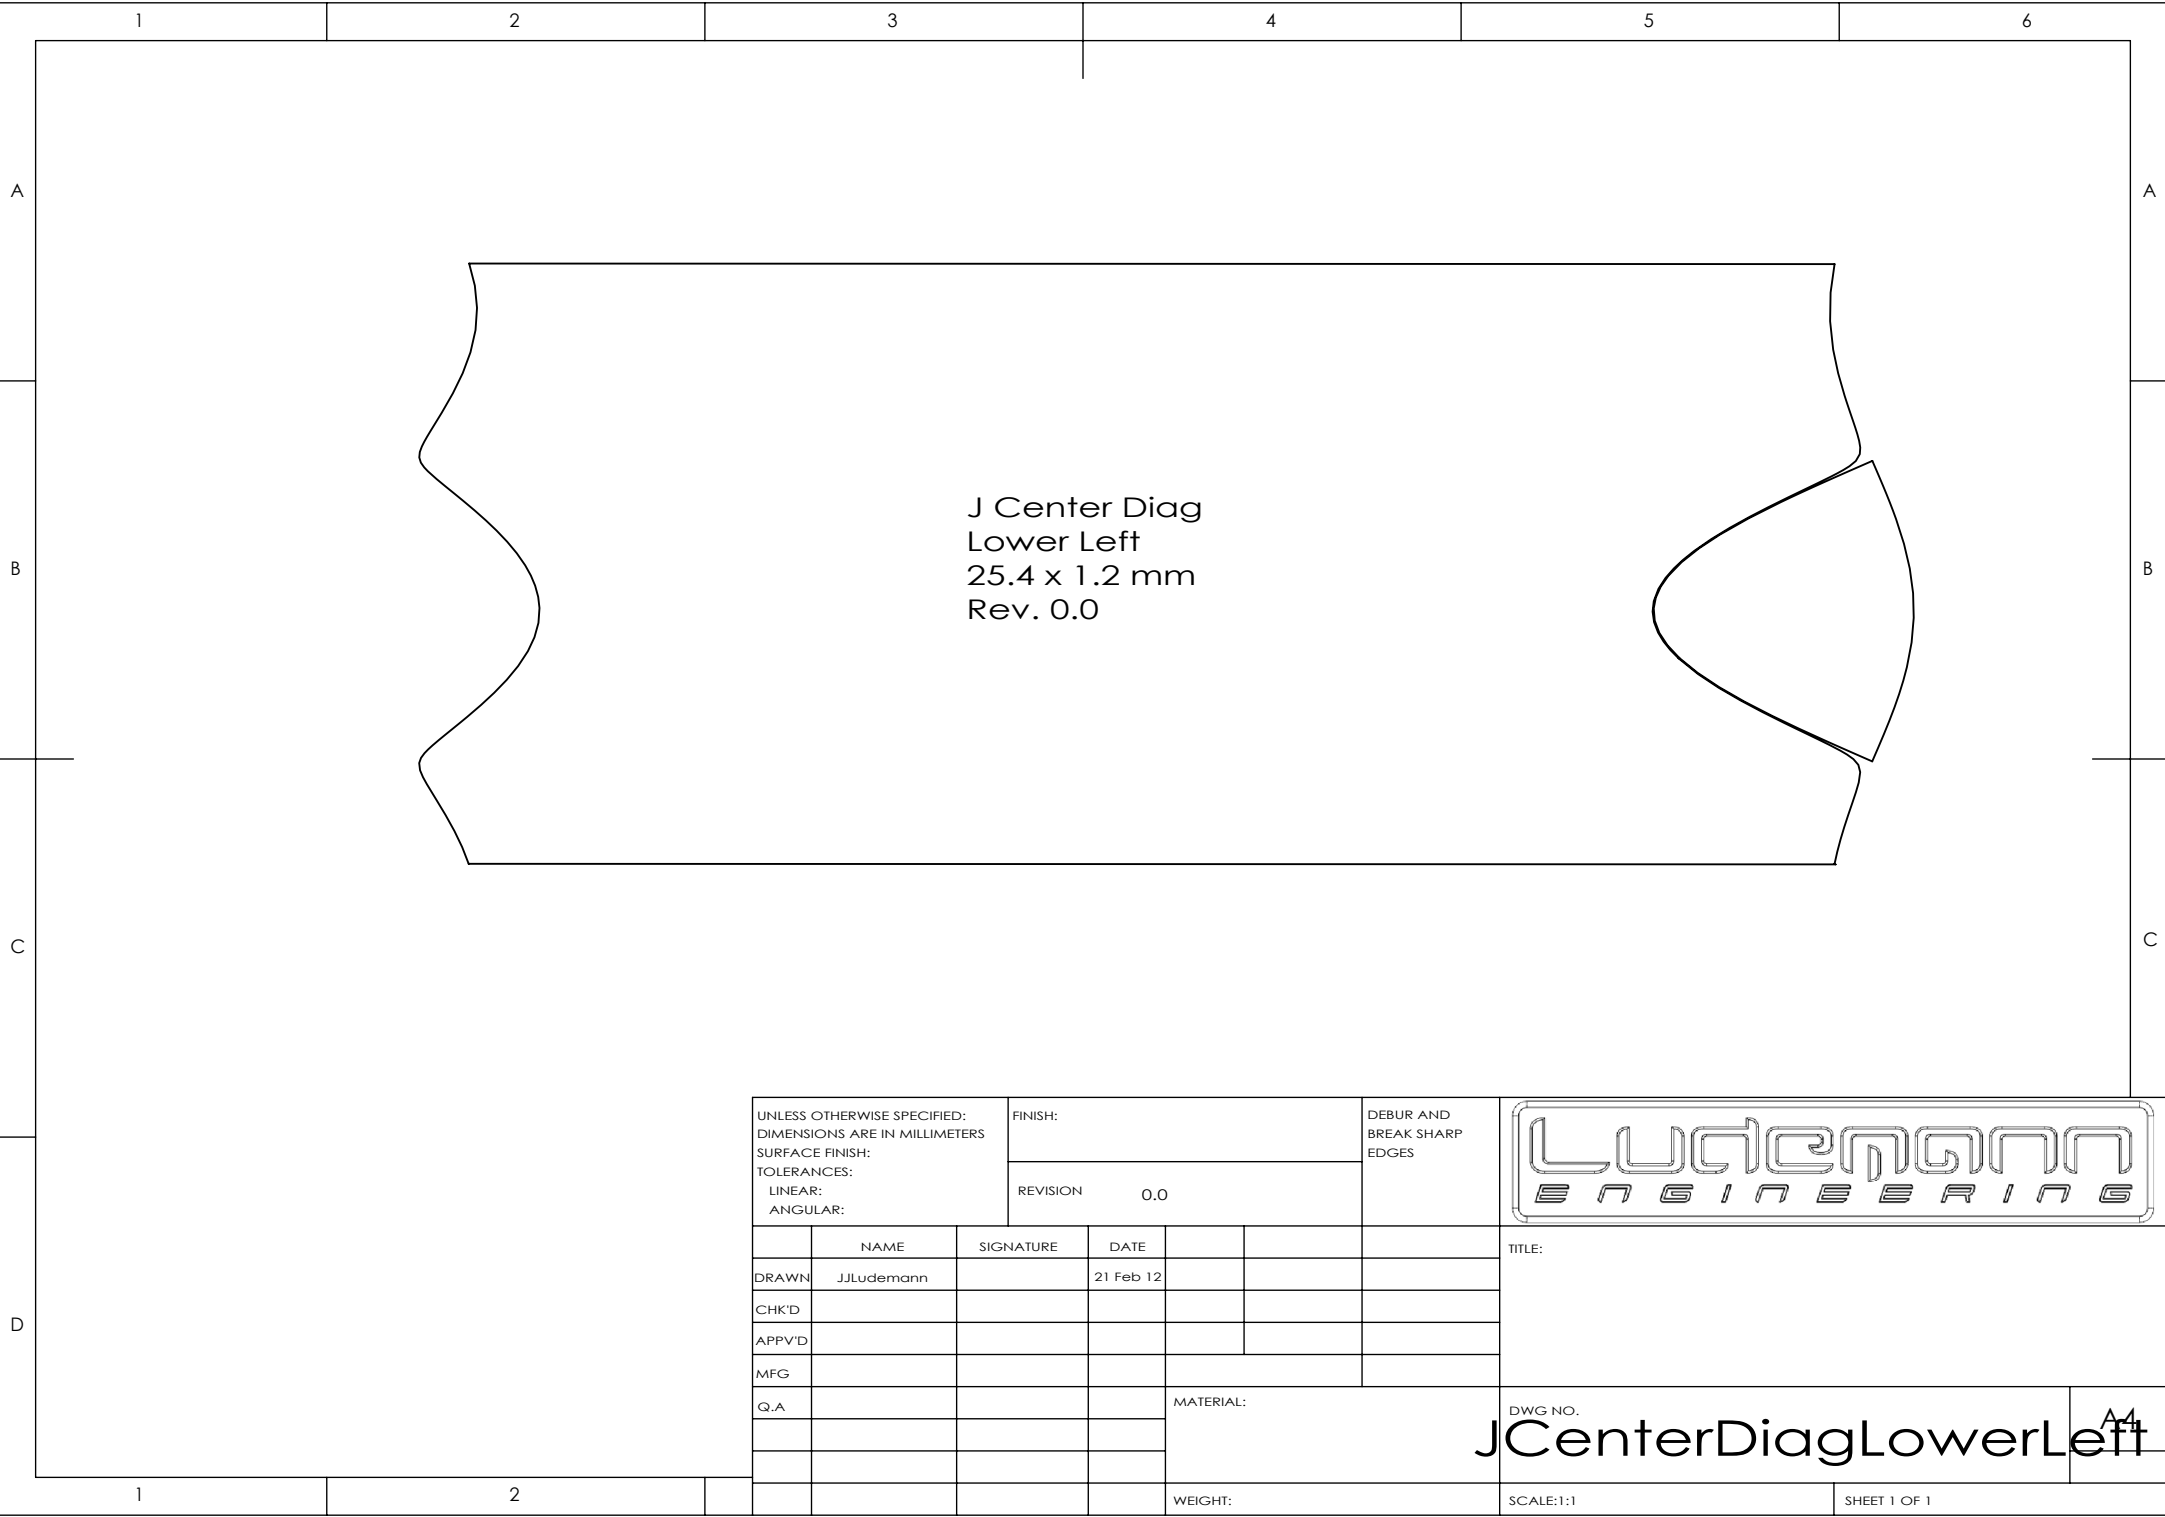 1 2 3 4 5 6
A A
J Center Diag
Lower Left
25.4 x 1.2 mm
Rev. 0.0
B B
C C
UNLESS OTHERWISE SPECIFIED:
DIMENSIONS ARE IN MILLIMETERS
SURFACE FINISH:
TOLERANCES:
LINEAR:
ANGULAR:
FINISH:
REVISION 0.0
DEBUR AND
BREAK SHARP
EDGES
Ludemann
ENGINEERING
NAME SIGNATURE DATE
TITLE:
DRAWN JJLudemann 21 Feb 12
CHK'D
APPV'D
MFG
Q.A
D
MATERIAL:
DWG NO.
JCenterDiagLowerLeft
A4
WEIGHT:
SCALE:1:1
SHEET 1 OF 1
1 2